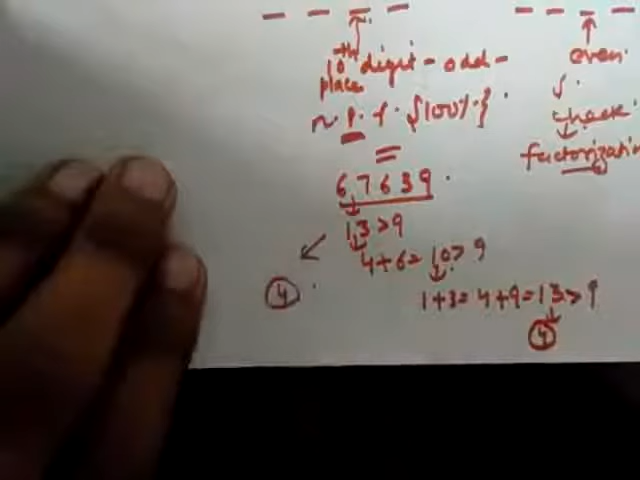 10th digit - odd -
place
~ P. f. {100%}.
67639.
13>9
4+6=10>9
4.
1+3=4+9=13>9
4
even.
check.
factorization